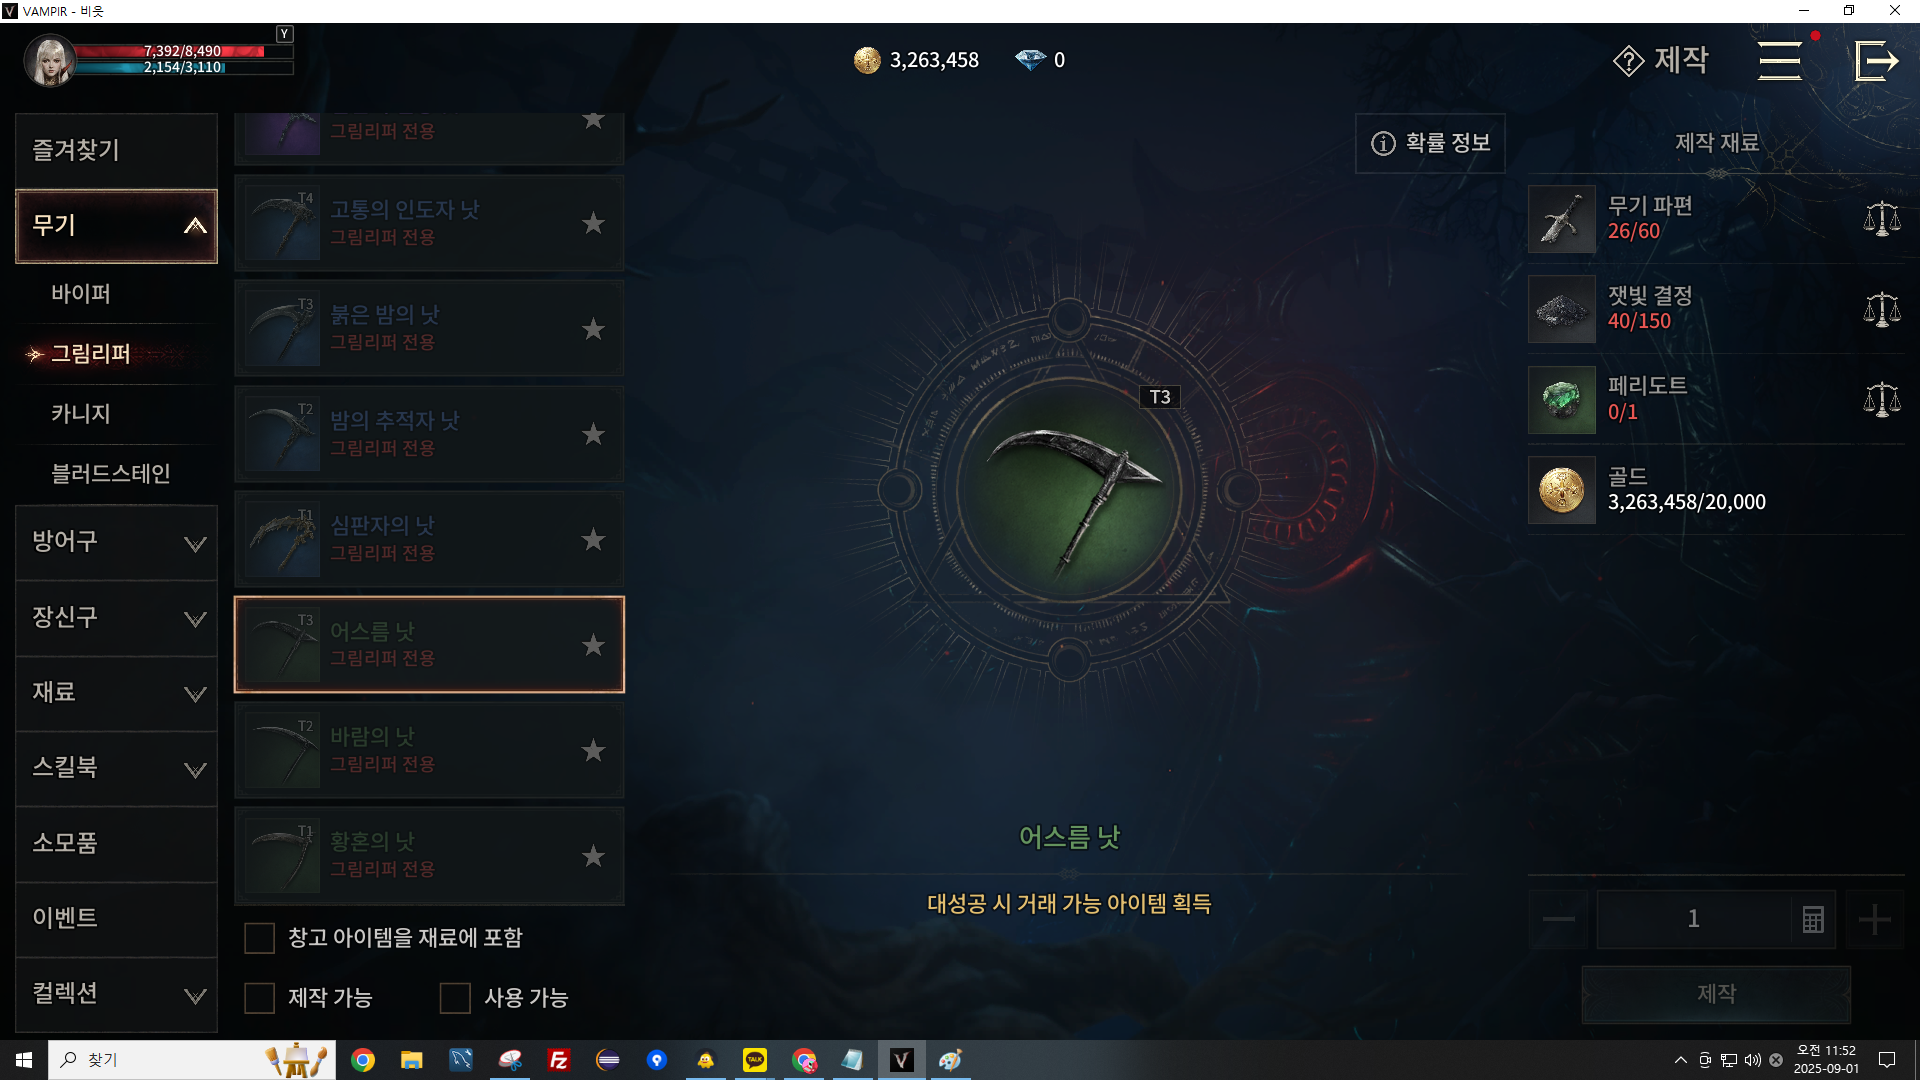 VAMPIR - 비읏
Y
7,392/8,490
2,154/3,110
3,263,458
0
제작
즐겨찾기
무기
바이퍼
그림리퍼
카니지
블러드스테인
방어구
장신구
재료
스킬북
소모품
이벤트
컬렉션
그림리퍼 전용
T4
고통의 인도자 낫
그림리퍼 전용
T3
붉은 밤의 낫
그림리퍼 전용
T2
밤의 추적자 낫
그림리퍼 전용
T1
심판자의 낫
그림리퍼 전용
T3
어스름 낫
그림리퍼 전용
T2
바람의 낫
그림리퍼 전용
T1
황혼의 낫
그림리퍼 전용
창고 아이템을 재료에 포함
제작 가능
사용 가능
확률 정보
T3
어스름 낫
대성공 시 거래 가능 아이템 획득
제작 재료
무기 파편
26/60
잿빛 결정
40/150
페리도트
0/1
골드
3,263,458/20,000
1
제작
찾기
TALK
오전 11:52
2025-09-01